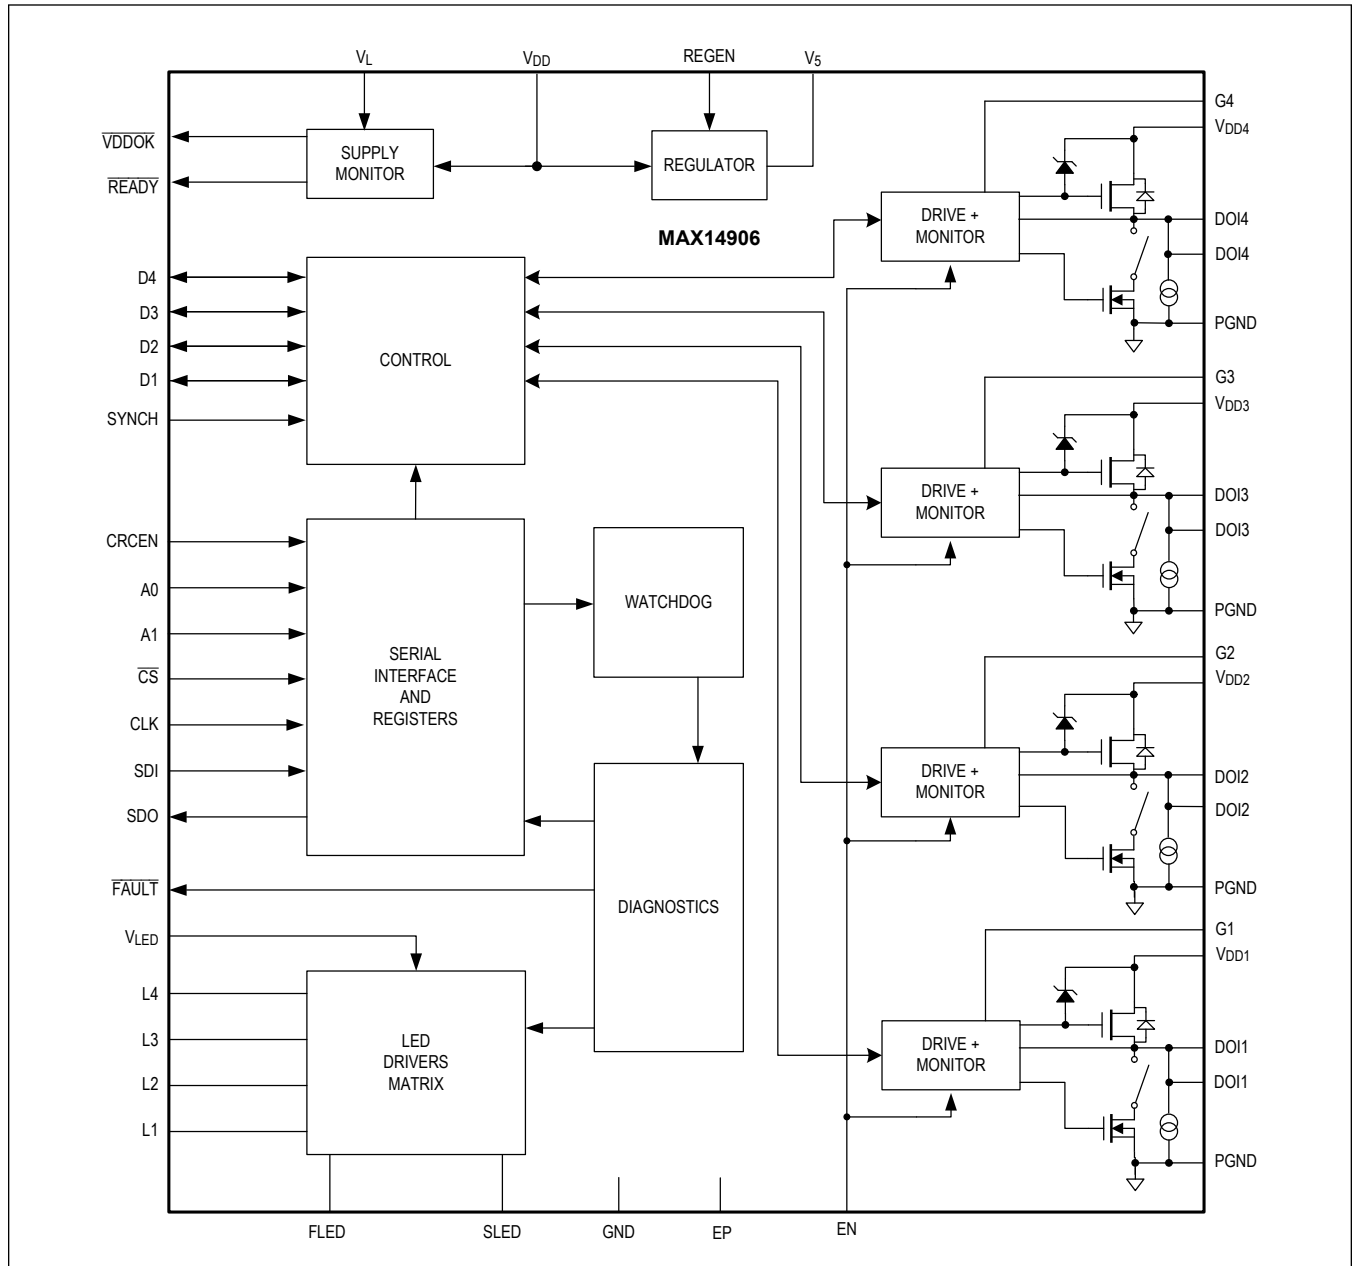 VL VDD REGEN V5
VDDOK
READY
SUPPLY
MONITOR
REGULATOR
MAX14906
D4
D3
D2
D1
SYNCH
CONTROL
CRCEN
A0
A1
CS
CLK
SDI
SDO
SERIAL
INTERFACE
AND
REGISTERS
WATCHDOG
FAULT
DIAGNOSTICS
VLED
L4
L3
L2
L1
LED
DRIVERS
MATRIX
FLED SLED GND EP EN
DRIVE +
MONITOR
G4
VDD4
DOI4
DOI4
PGND
DRIVE +
MONITOR
G3
VDD3
DOI3
DOI3
PGND
DRIVE +
MONITOR
G2
VDD2
DOI2
DOI2
PGND
DRIVE +
MONITOR
G1
VDD1
DOI1
DOI1
PGND